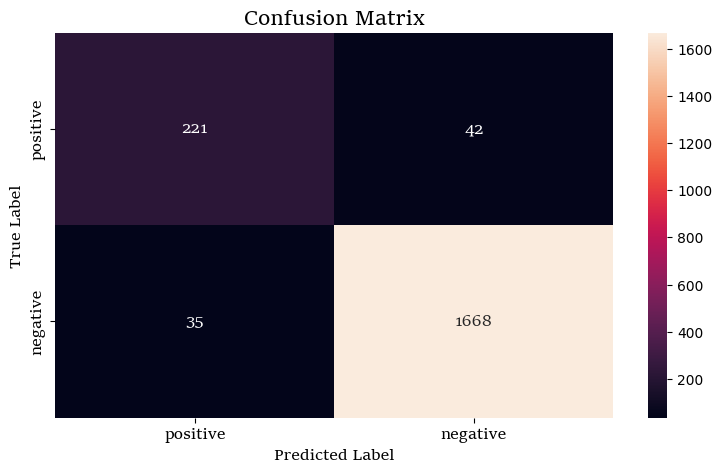 Confusion Matrix
True Label
positive
negative
221
42
35
1668
positive
negative
Predicted Label
1600
1400
1200
1000
800
600
400
200